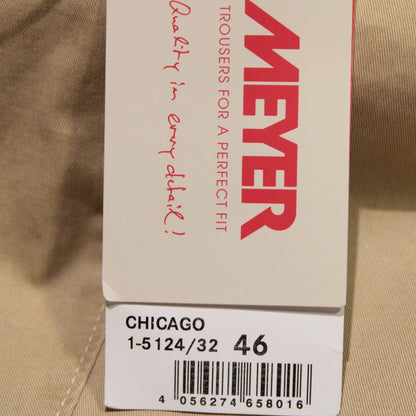 MEYER
TROUSERS FOR A PERFECT FIT
Quality in every detail!
CHICAGO
1-5124/32 46
4 056274 658016